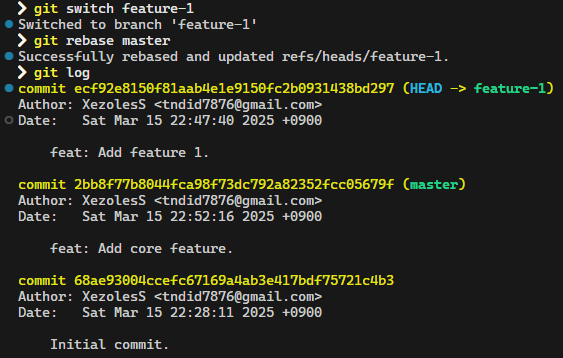 ❯ git switch feature-1
Switched to branch 'feature-1'
❯ git rebase master
Successfully rebased and updated refs/heads/feature-1.
❯ git log
commit ecf92e8150f81aab4e1e9150fc2b0931438bd297 (HEAD -> feature-1)
Author: XezolesS <tndid7876@gmail.com>
Date:   Sat Mar 15 22:47:40 2025 +0900
    feat: Add feature 1.
commit 2bb8f77b8044fca98f73dc792a82352fcc05679f (master)
Author: XezolesS <tndid7876@gmail.com>
Date:   Sat Mar 15 22:52:16 2025 +0900
    feat: Add core feature.
commit 68ae93004ccefc67169a4ab3e417bdf75721c4b3
Author: XezolesS <tndid7876@gmail.com>
Date:   Sat Mar 15 22:28:11 2025 +0900
    Initial commit.